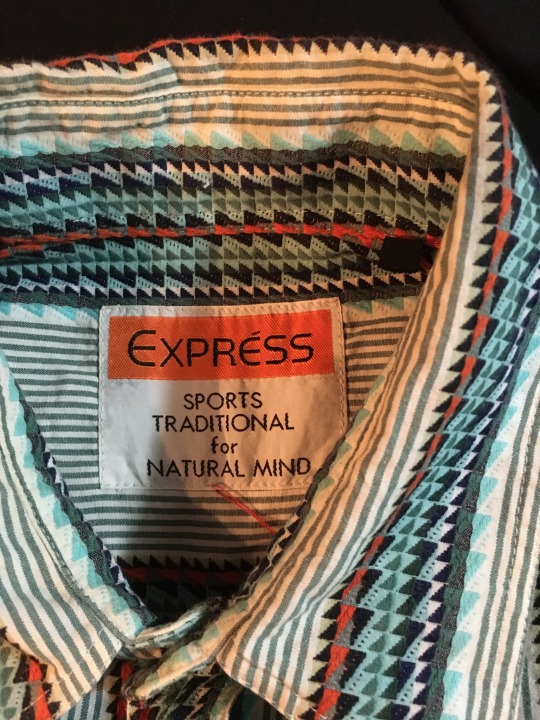 EXPRÉSS
SPORTS
TRADITIONAL
for
NATURAL MIND